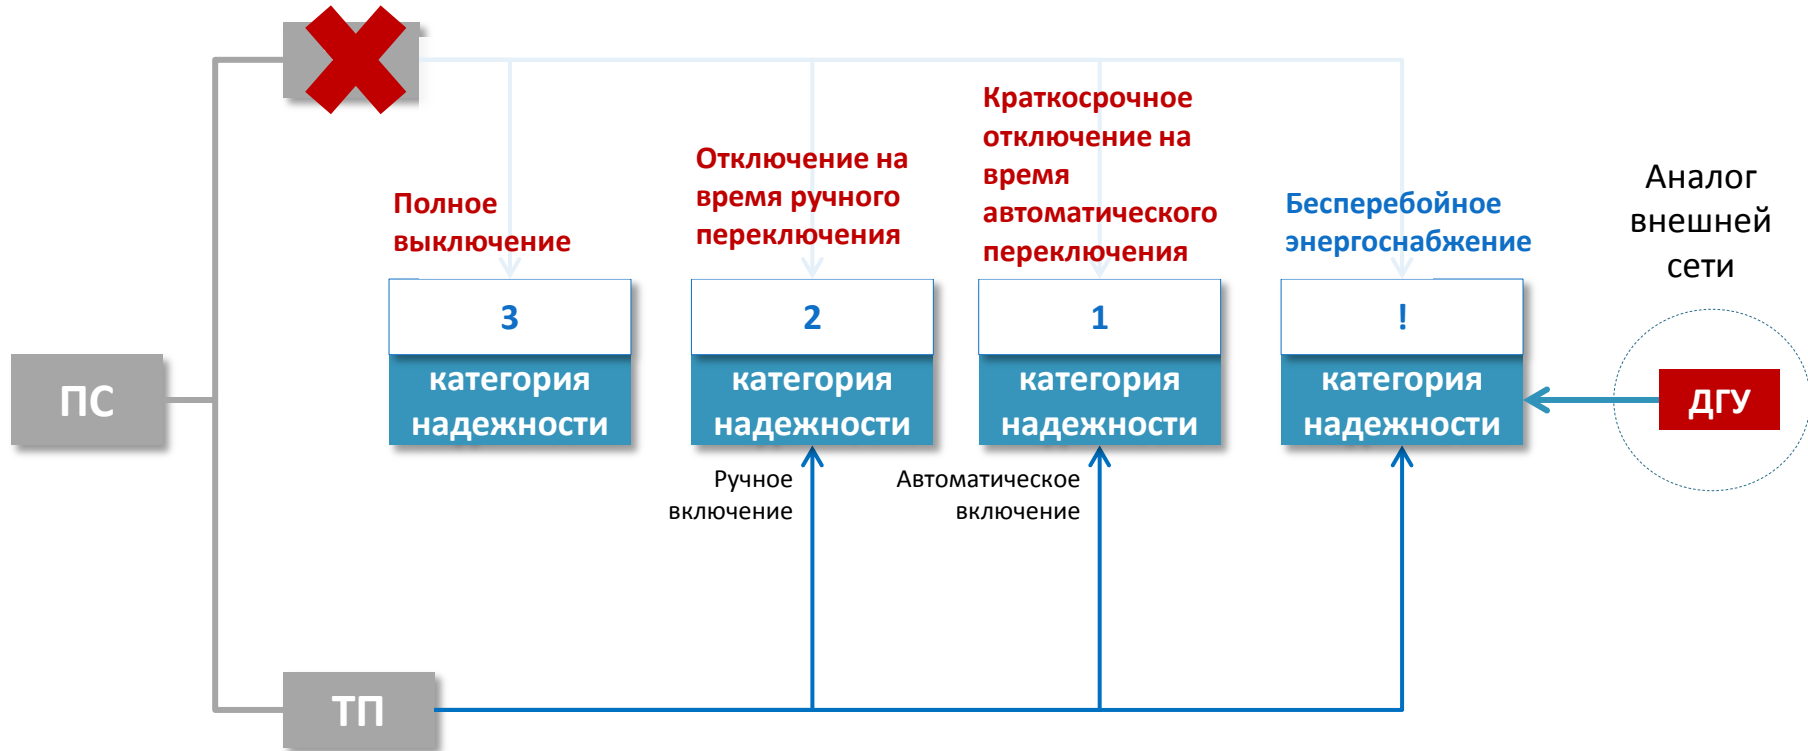 Краткосрочное
отключение на
время
автоматического
переключения
Отключение на
время ручного
переключения
Полное
выключение
Бесперебойное
энергоснабжение
Аналог
внешней
сети
3
2
1
!
ПС
категория
надежности
категория
надежности
категория
надежности
категория
надежности
ДГУ
Ручное
включение
Автоматическое
включение
ТП